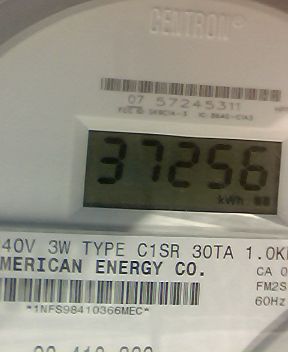 CENTRON®
07 57245311
37256
kWh 88
40V 3W TYPE C1SR 30TA 1.0K
MERICAN ENERGY CO.
CA 0
FM2S
60Hz
*1NFS98410366MEC*